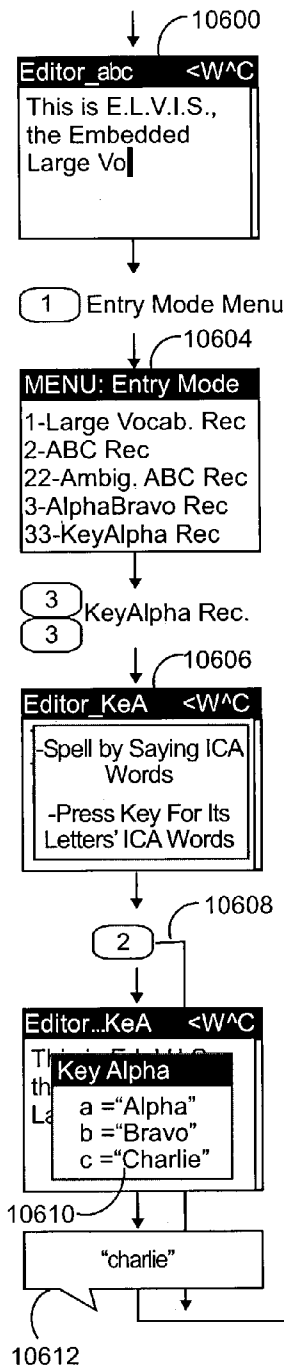 10600
Editor_abc <W^C
This is E.L.V.I.S.,
the Embedded
Large Vo
1 Entry Mode Menu
10604
MENU: Entry Mode
1-Large Vocab. Rec
2-ABC Rec
22-Ambig. ABC Rec
3-AlphaBravo Rec
33-KeyAlpha Rec
3
KeyAlpha Rec.
3
10606
Editor_KeA <W^C
-Spell by Saying ICA
Words
-Press Key For Its
Letters' ICA Words
10608
2
Editor...KeA <W^C
Key Alpha
th
a ="Alpha"
b ="Bravo"
c ="Charlie"
10610
"charlie"
10612